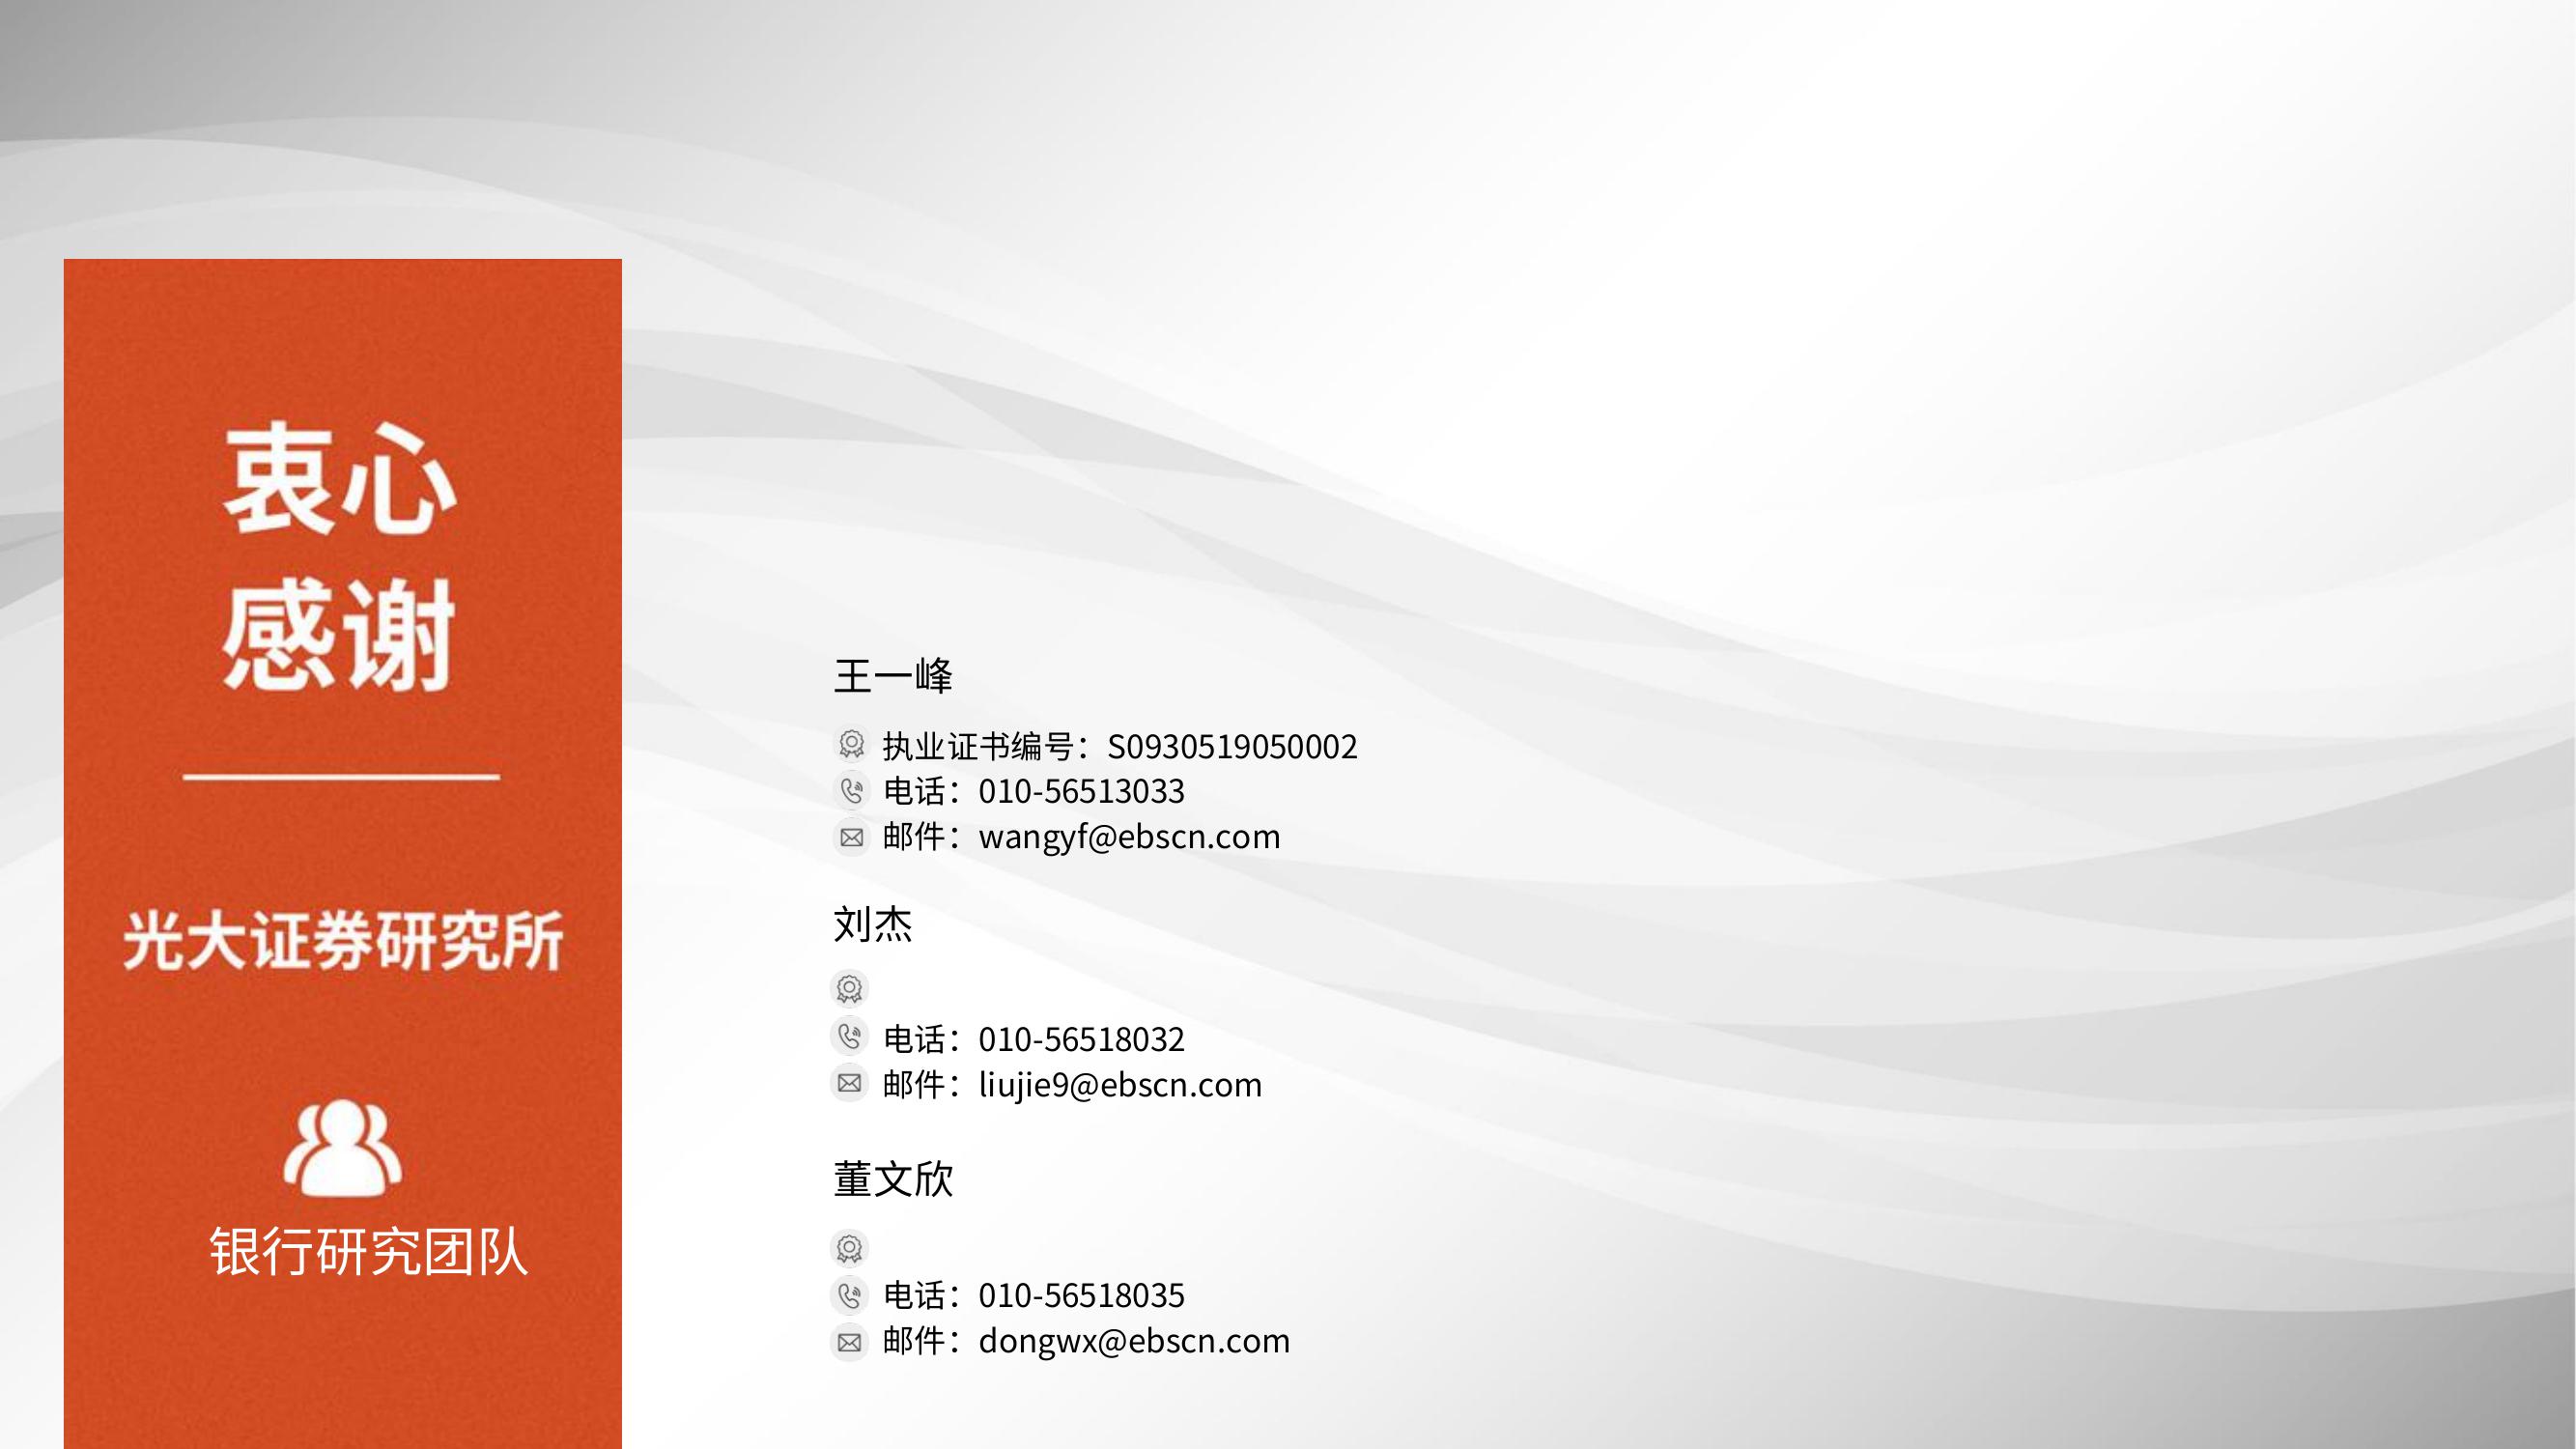 衷心
感谢
光大证券研究所
银行研究团队
王一峰
执业证书编号：S0930519050002
电话：010-56513033
邮件：wangyf@ebscn.com
刘杰
电话：010-56518032
邮件：liujie9@ebscn.com
董文欣
电话：010-56518035
邮件：dongwx@ebscn.com